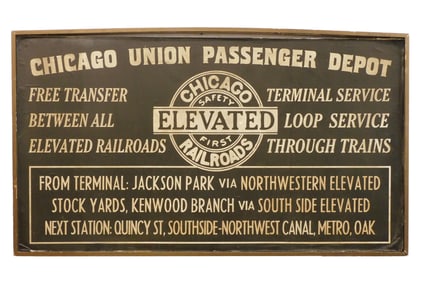 CHICAGO UNION PASSENGER DEPOT
FREE TRANSFER
BETWEEN ALL
ELEVATED RAILROADS
CHICAGO
SAFETY
ELEVATED
FIRST
RAILROADS
TERMINAL SERVICE
LOOP SERVICE
THROUGH TRAINS
FROM TERMINAL: JACKSON PARK VIA NORTHWESTERN ELEVATED
STOCK YARDS, KENWOOD BRANCH VIA SOUTH SIDE ELEVATED
NEXT STATION: QUINCY ST, SOUTHSIDE-NORTHWEST CANAL, METRO, OAK